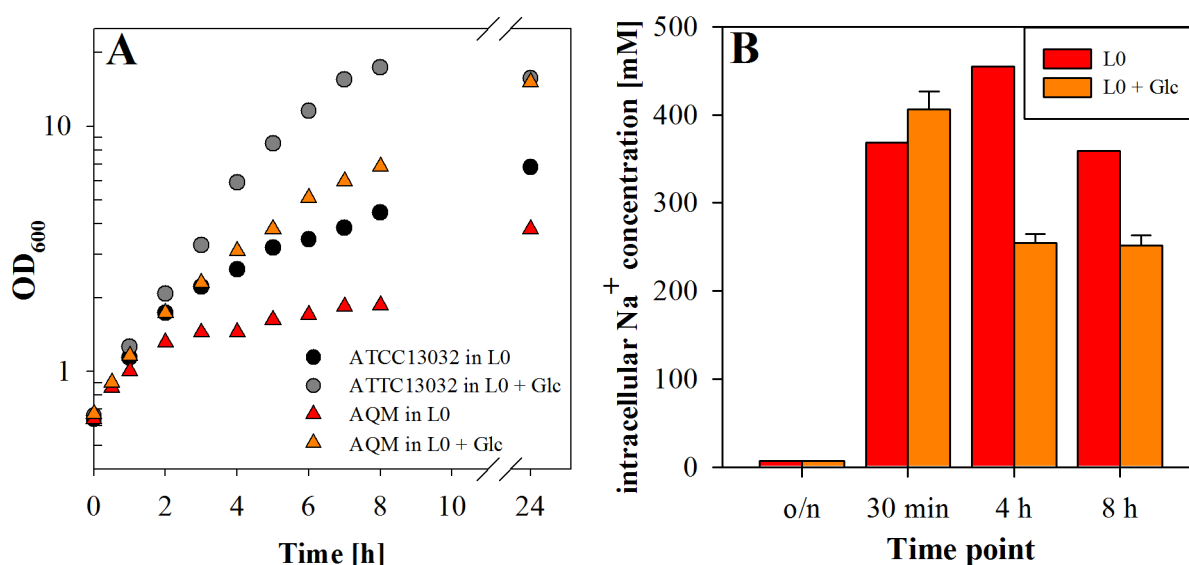 A
OD600
10
1
ATCC13032 in L0
ATTC13032 in L0 + Glc
AQM in L0
AQM in L0 + Glc
0 2 4 6 8 10 24
Time [h]
B
intracellular Na+ concentration [mM]
500
400
300
200
100
0
L0
L0 + Glc
o/n 30 min 4 h 8 h
Time point